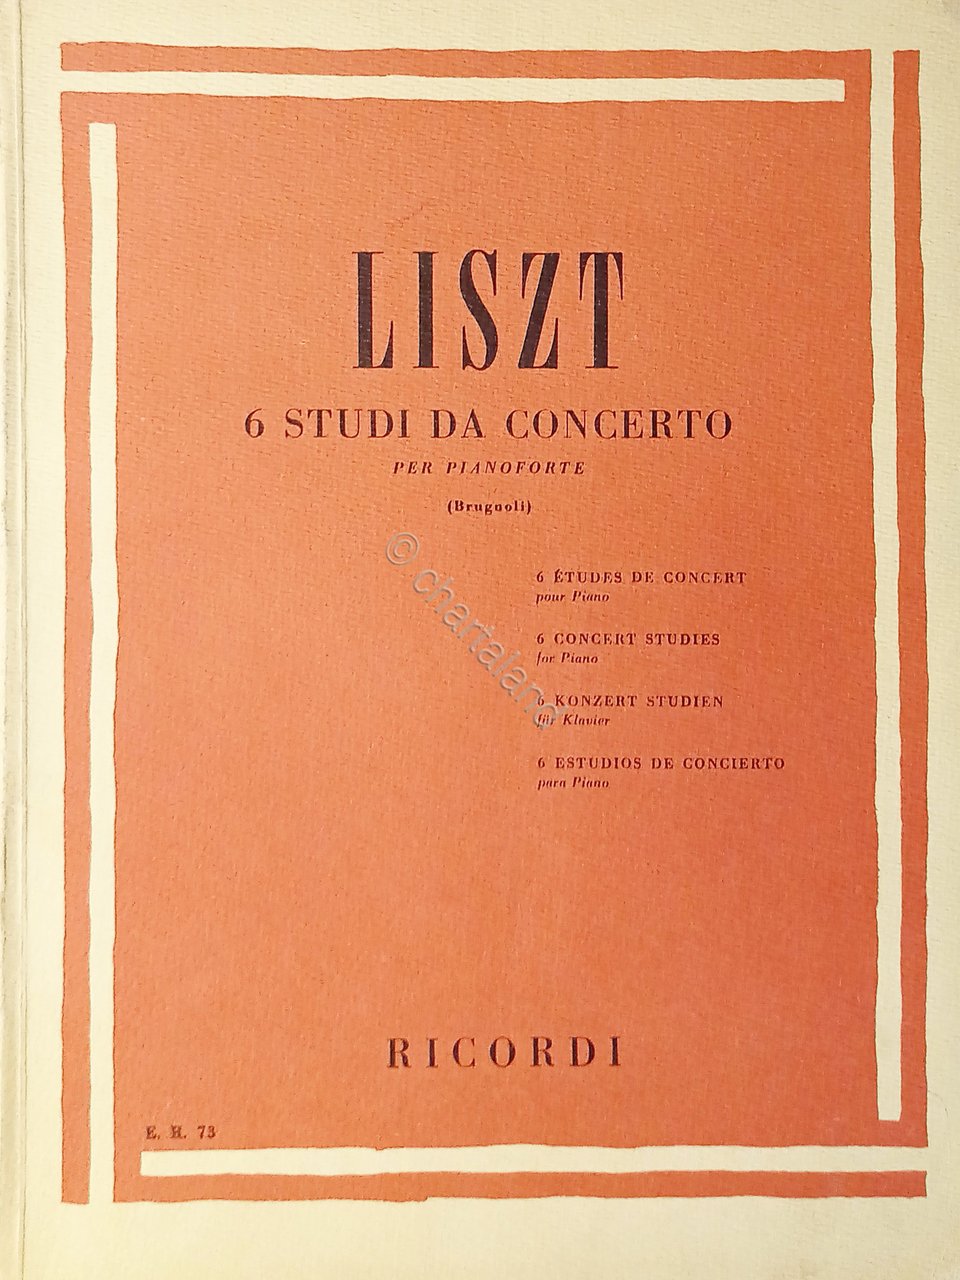 LISZT
6 STUDI DA CONCERTO
PER PIANOFORTE
(Brugnoli)
6 ÉTUDES DE CONCERT
pour Piano
6 CONCERT STUDIES
for Piano
6 KONZERT STUDIEN
für Klavier
6 ESTUDIOS DE CONCIERTO
para Piano
© chartaland
RICORDI
E. R. 73